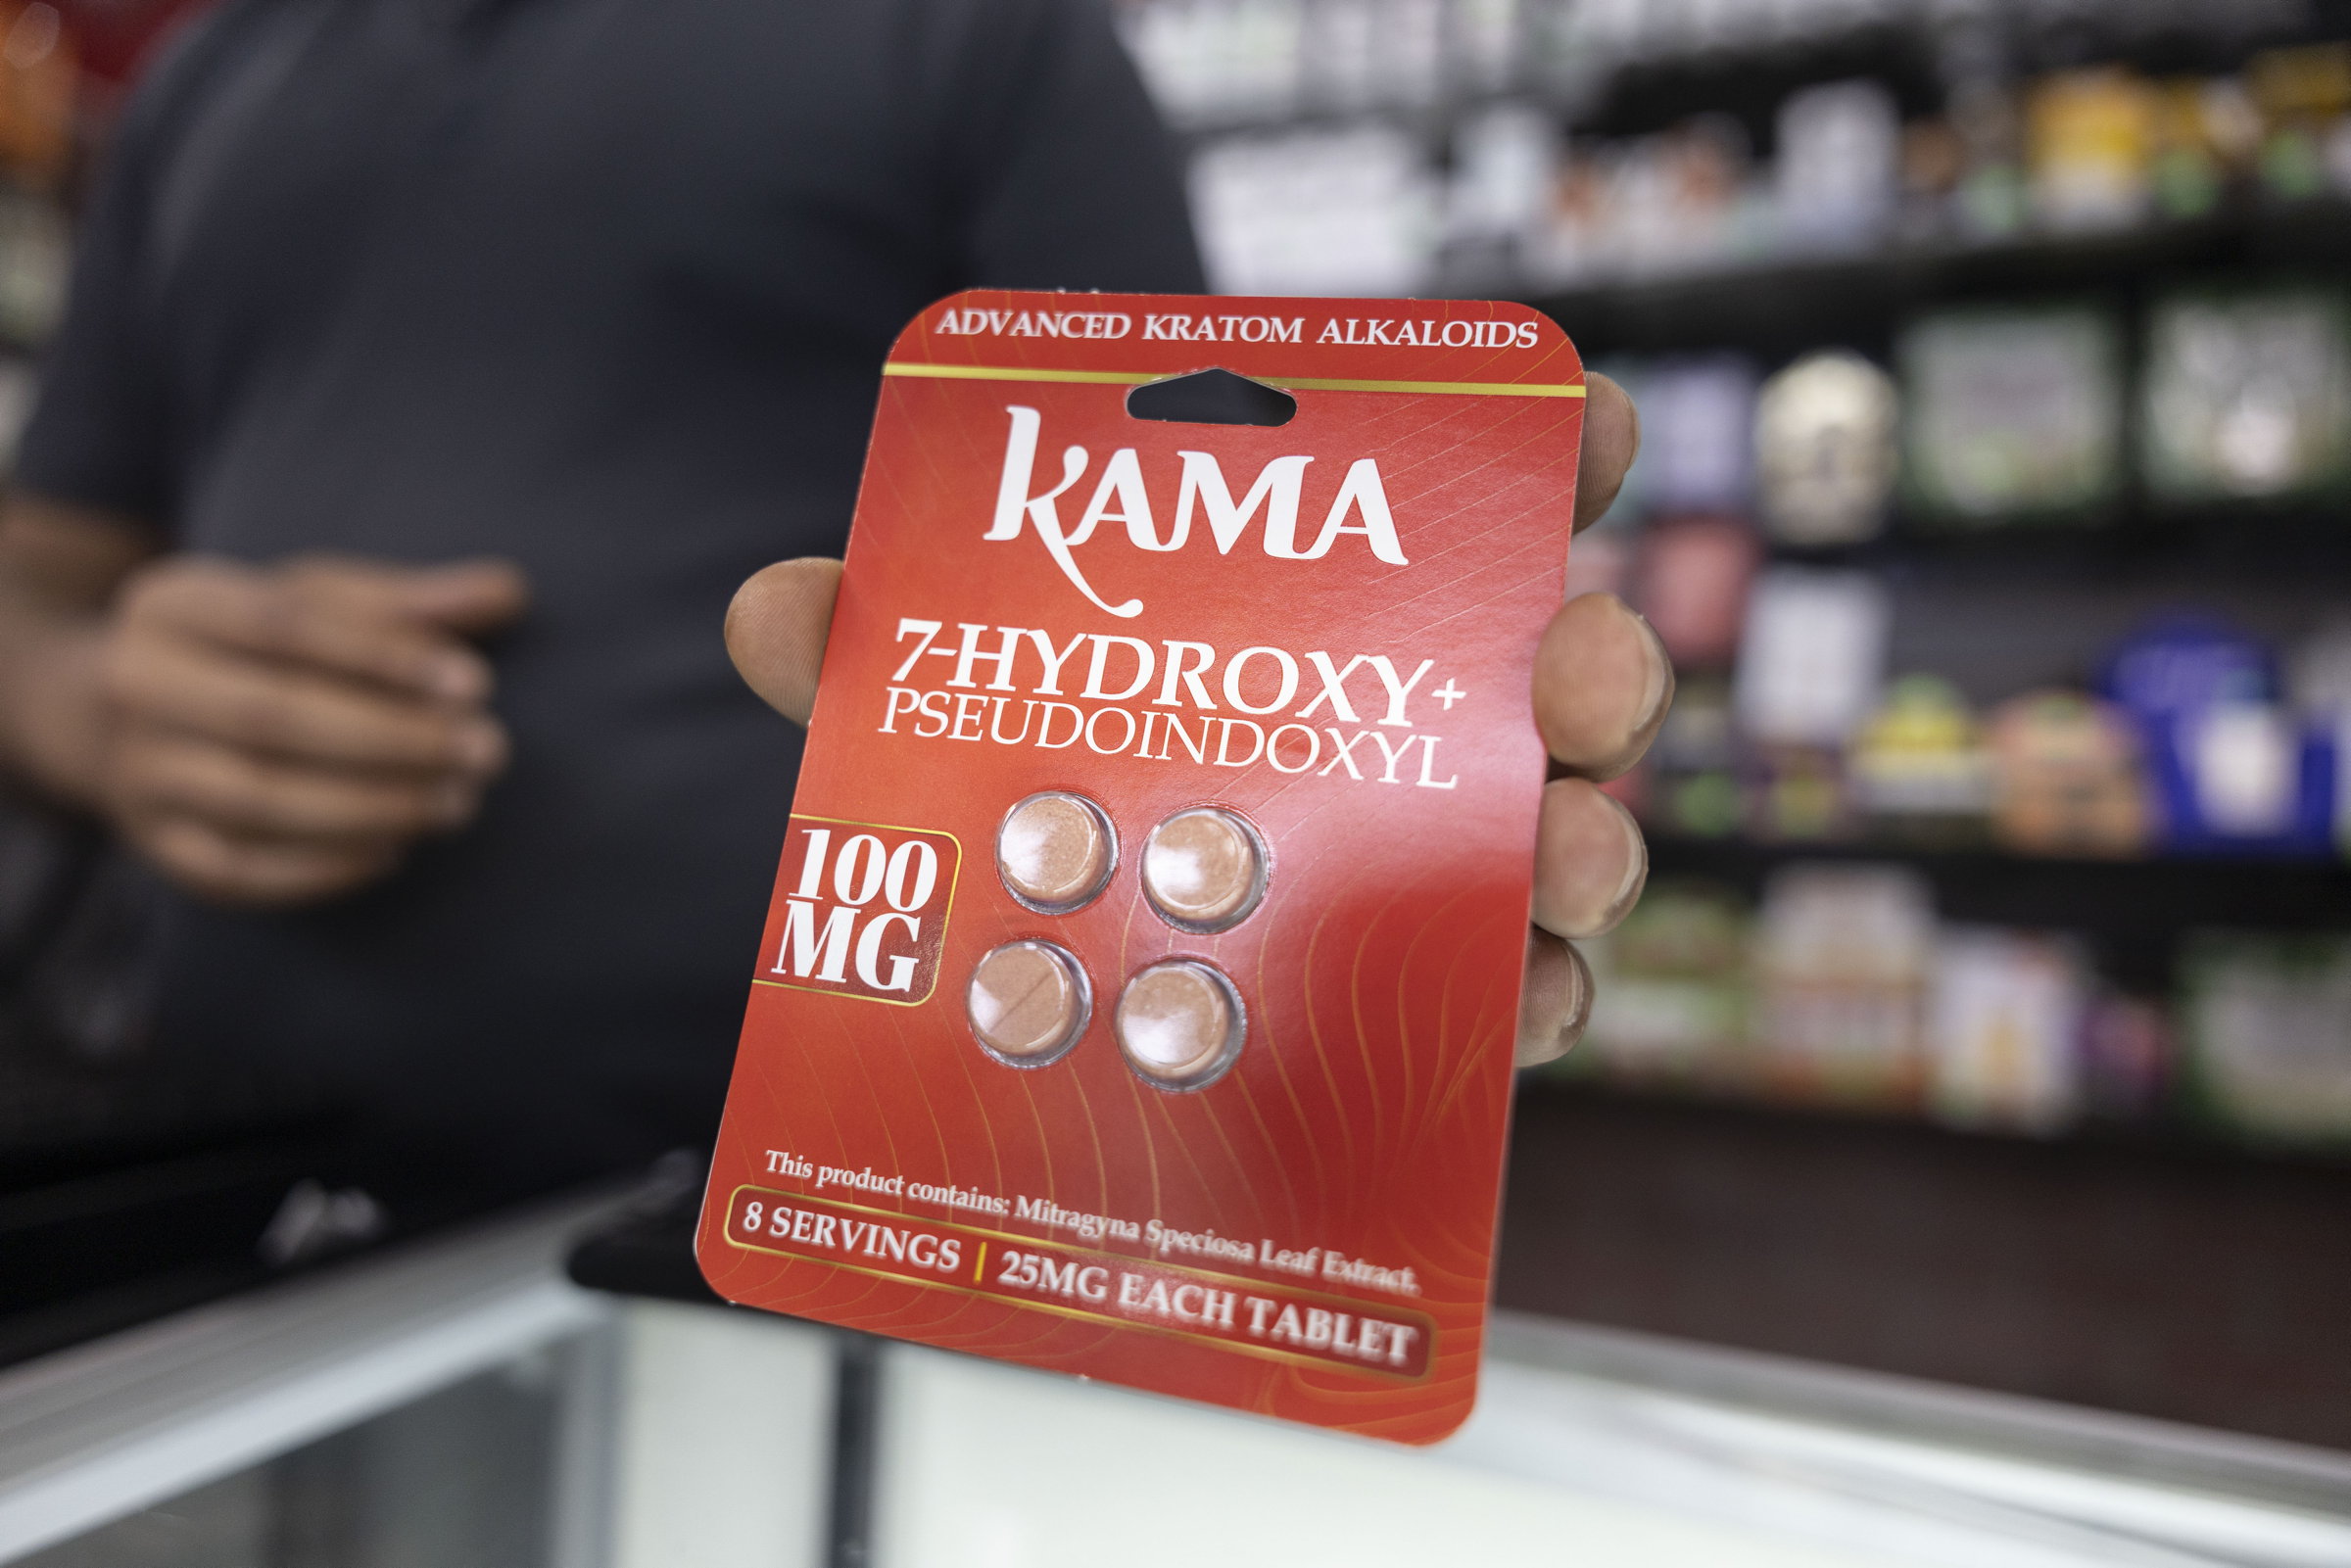 ADVANCED KRATOM ALKALOIDS
KAMA
7-HYDROXY+
PSEUDOINDOXYL
100
MG
This product contains: Mitragyna Speciosa Leaf Extract.
8 SERVINGS | 25MG EACH TABLET